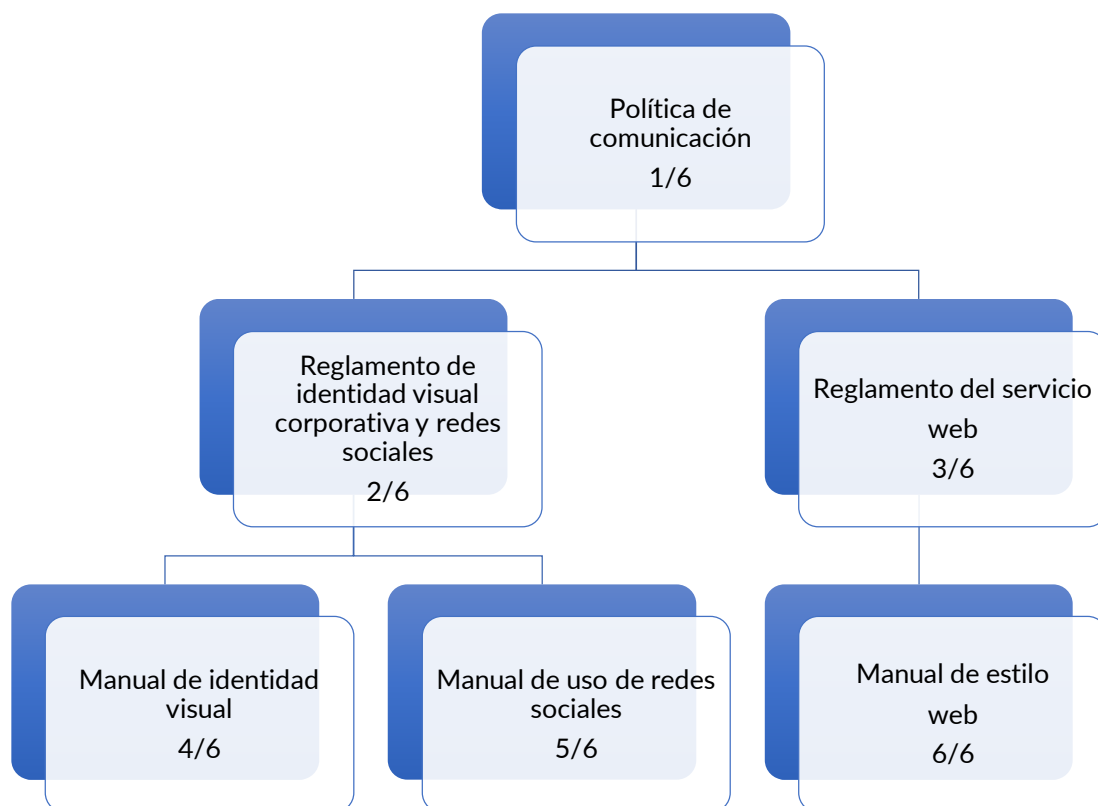 Política de
comunicación
1/6
Reglamento de
identidad visual
corporativa y redes
sociales
2/6
Reglamento del servicio
web
3/6
Manual de identidad
visual
4/6
Manual de uso de redes
sociales
5/6
Manual de estilo
web
6/6